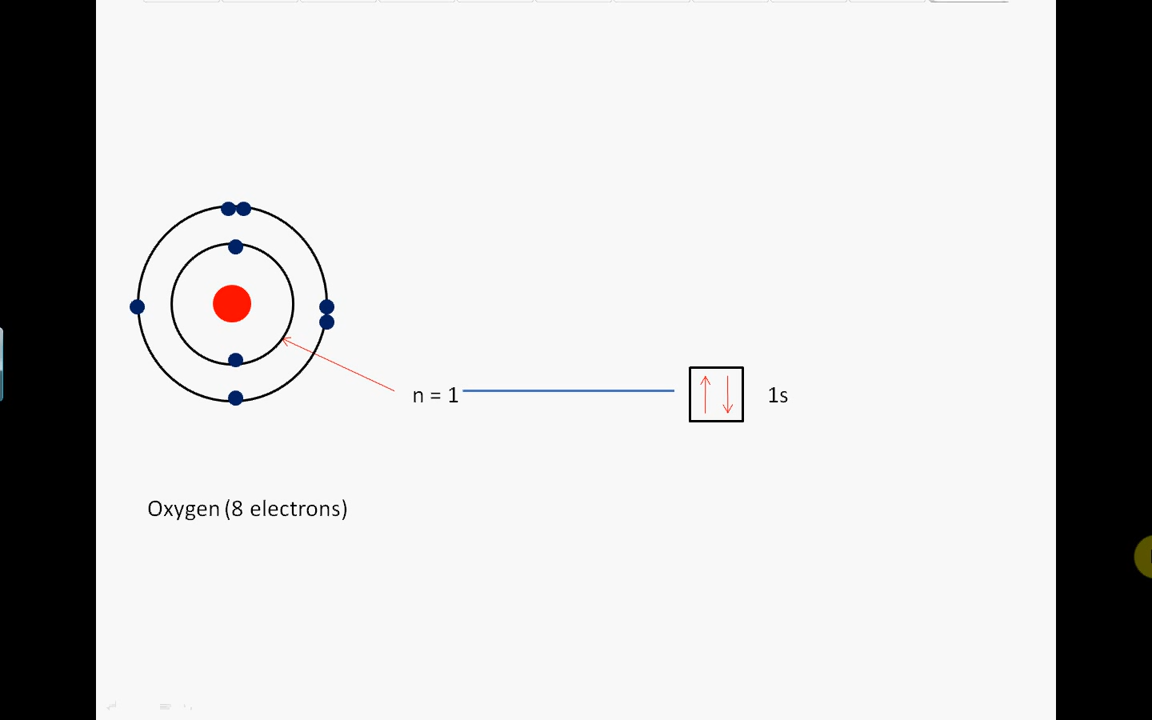 n = 1
1s
Oxygen (8 electrons)